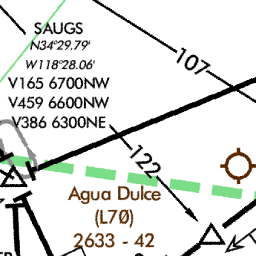 SAUGS
N34°29.79'
W118°28.06'
V165 6700NW
V459 6600NW
V386 6300NE
107
122
Agua Dulce
(L70)
2633 - 42